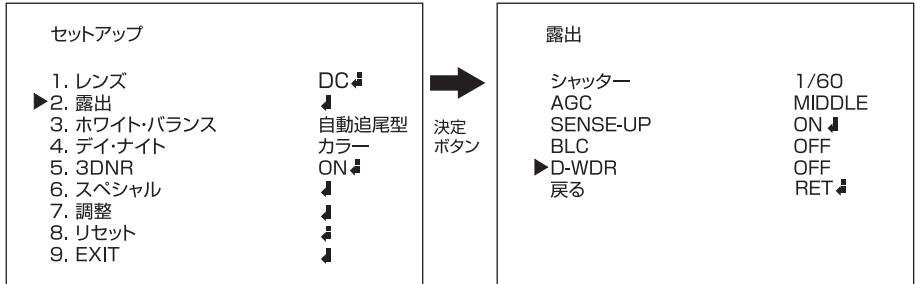 セットアップ
1. レンズ DC↲
▶2. 露出 ↲
3. ホワイト・バランス 自動追尾型
4. デイ・ナイト カラー
5. 3DNR ON↲
6. スペシャル ↲
7. 調整 ↲
8. リセット ↲
9. EXIT ↲
決定
ボタン
露出
シャッター 1/60
AGC MIDDLE
SENSE-UP ON↲
BLC OFF
▶D-WDR OFF
戻る RET↲